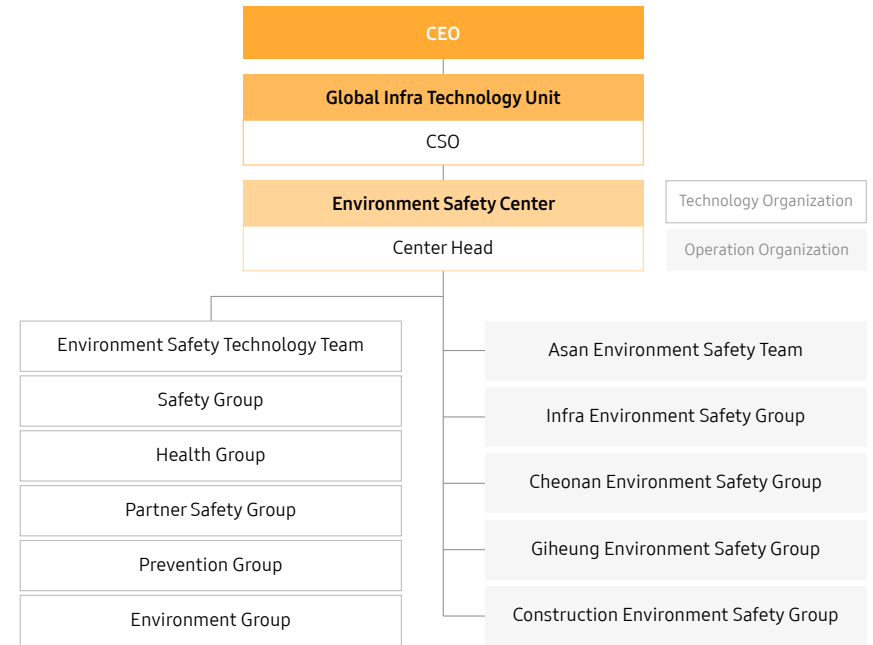 CEO
Global Infra Technology Unit
CSO
Environment Safety Center
Center Head
Technology Organization
Operation Organization
Environment Safety Technology Team
Safety Group
Health Group
Partner Safety Group
Prevention Group
Environment Group
Asan Environment Safety Team
Infra Environment Safety Group
Cheonan Environment Safety Group
Giheung Environment Safety Group
Construction Environment Safety Group